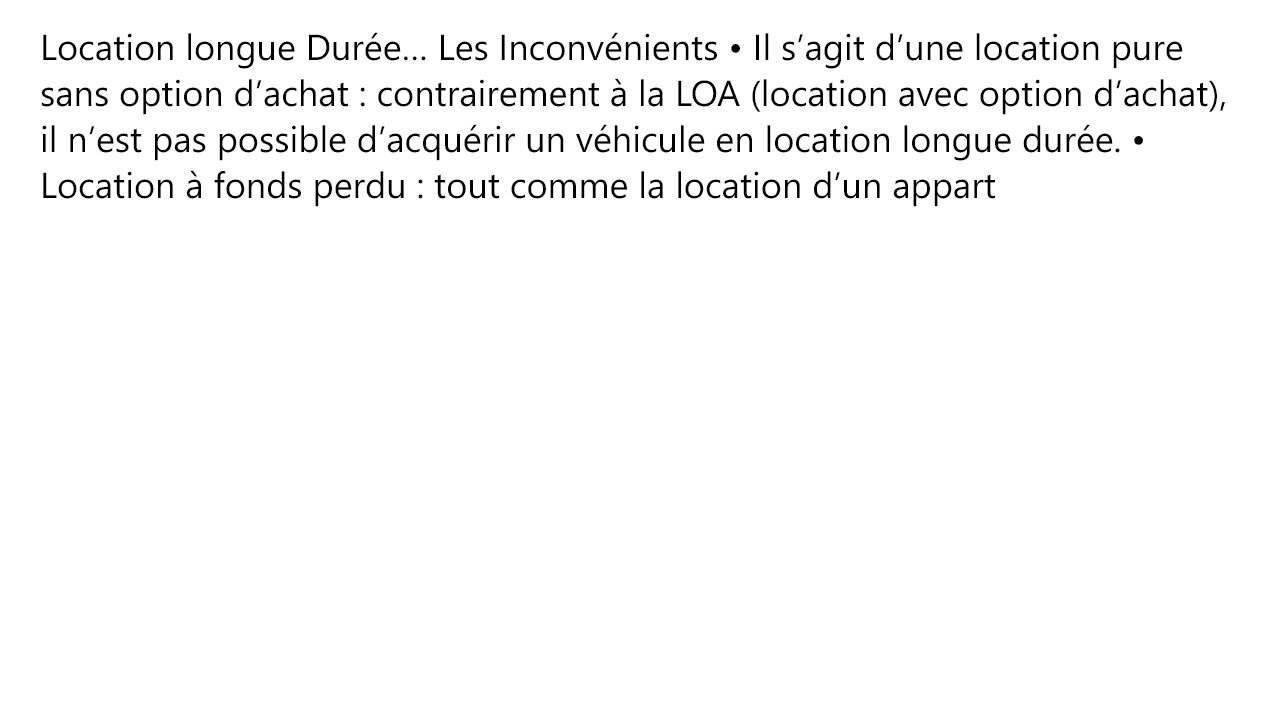 Location longue Durée… Les Inconvénients • Il s’agit d’une location pure
sans option d’achat : contrairement à la LOA (location avec option d’achat),
il n’est pas possible d’acquérir un véhicule en location longue durée. •
Location à fonds perdu : tout comme la location d’un appart